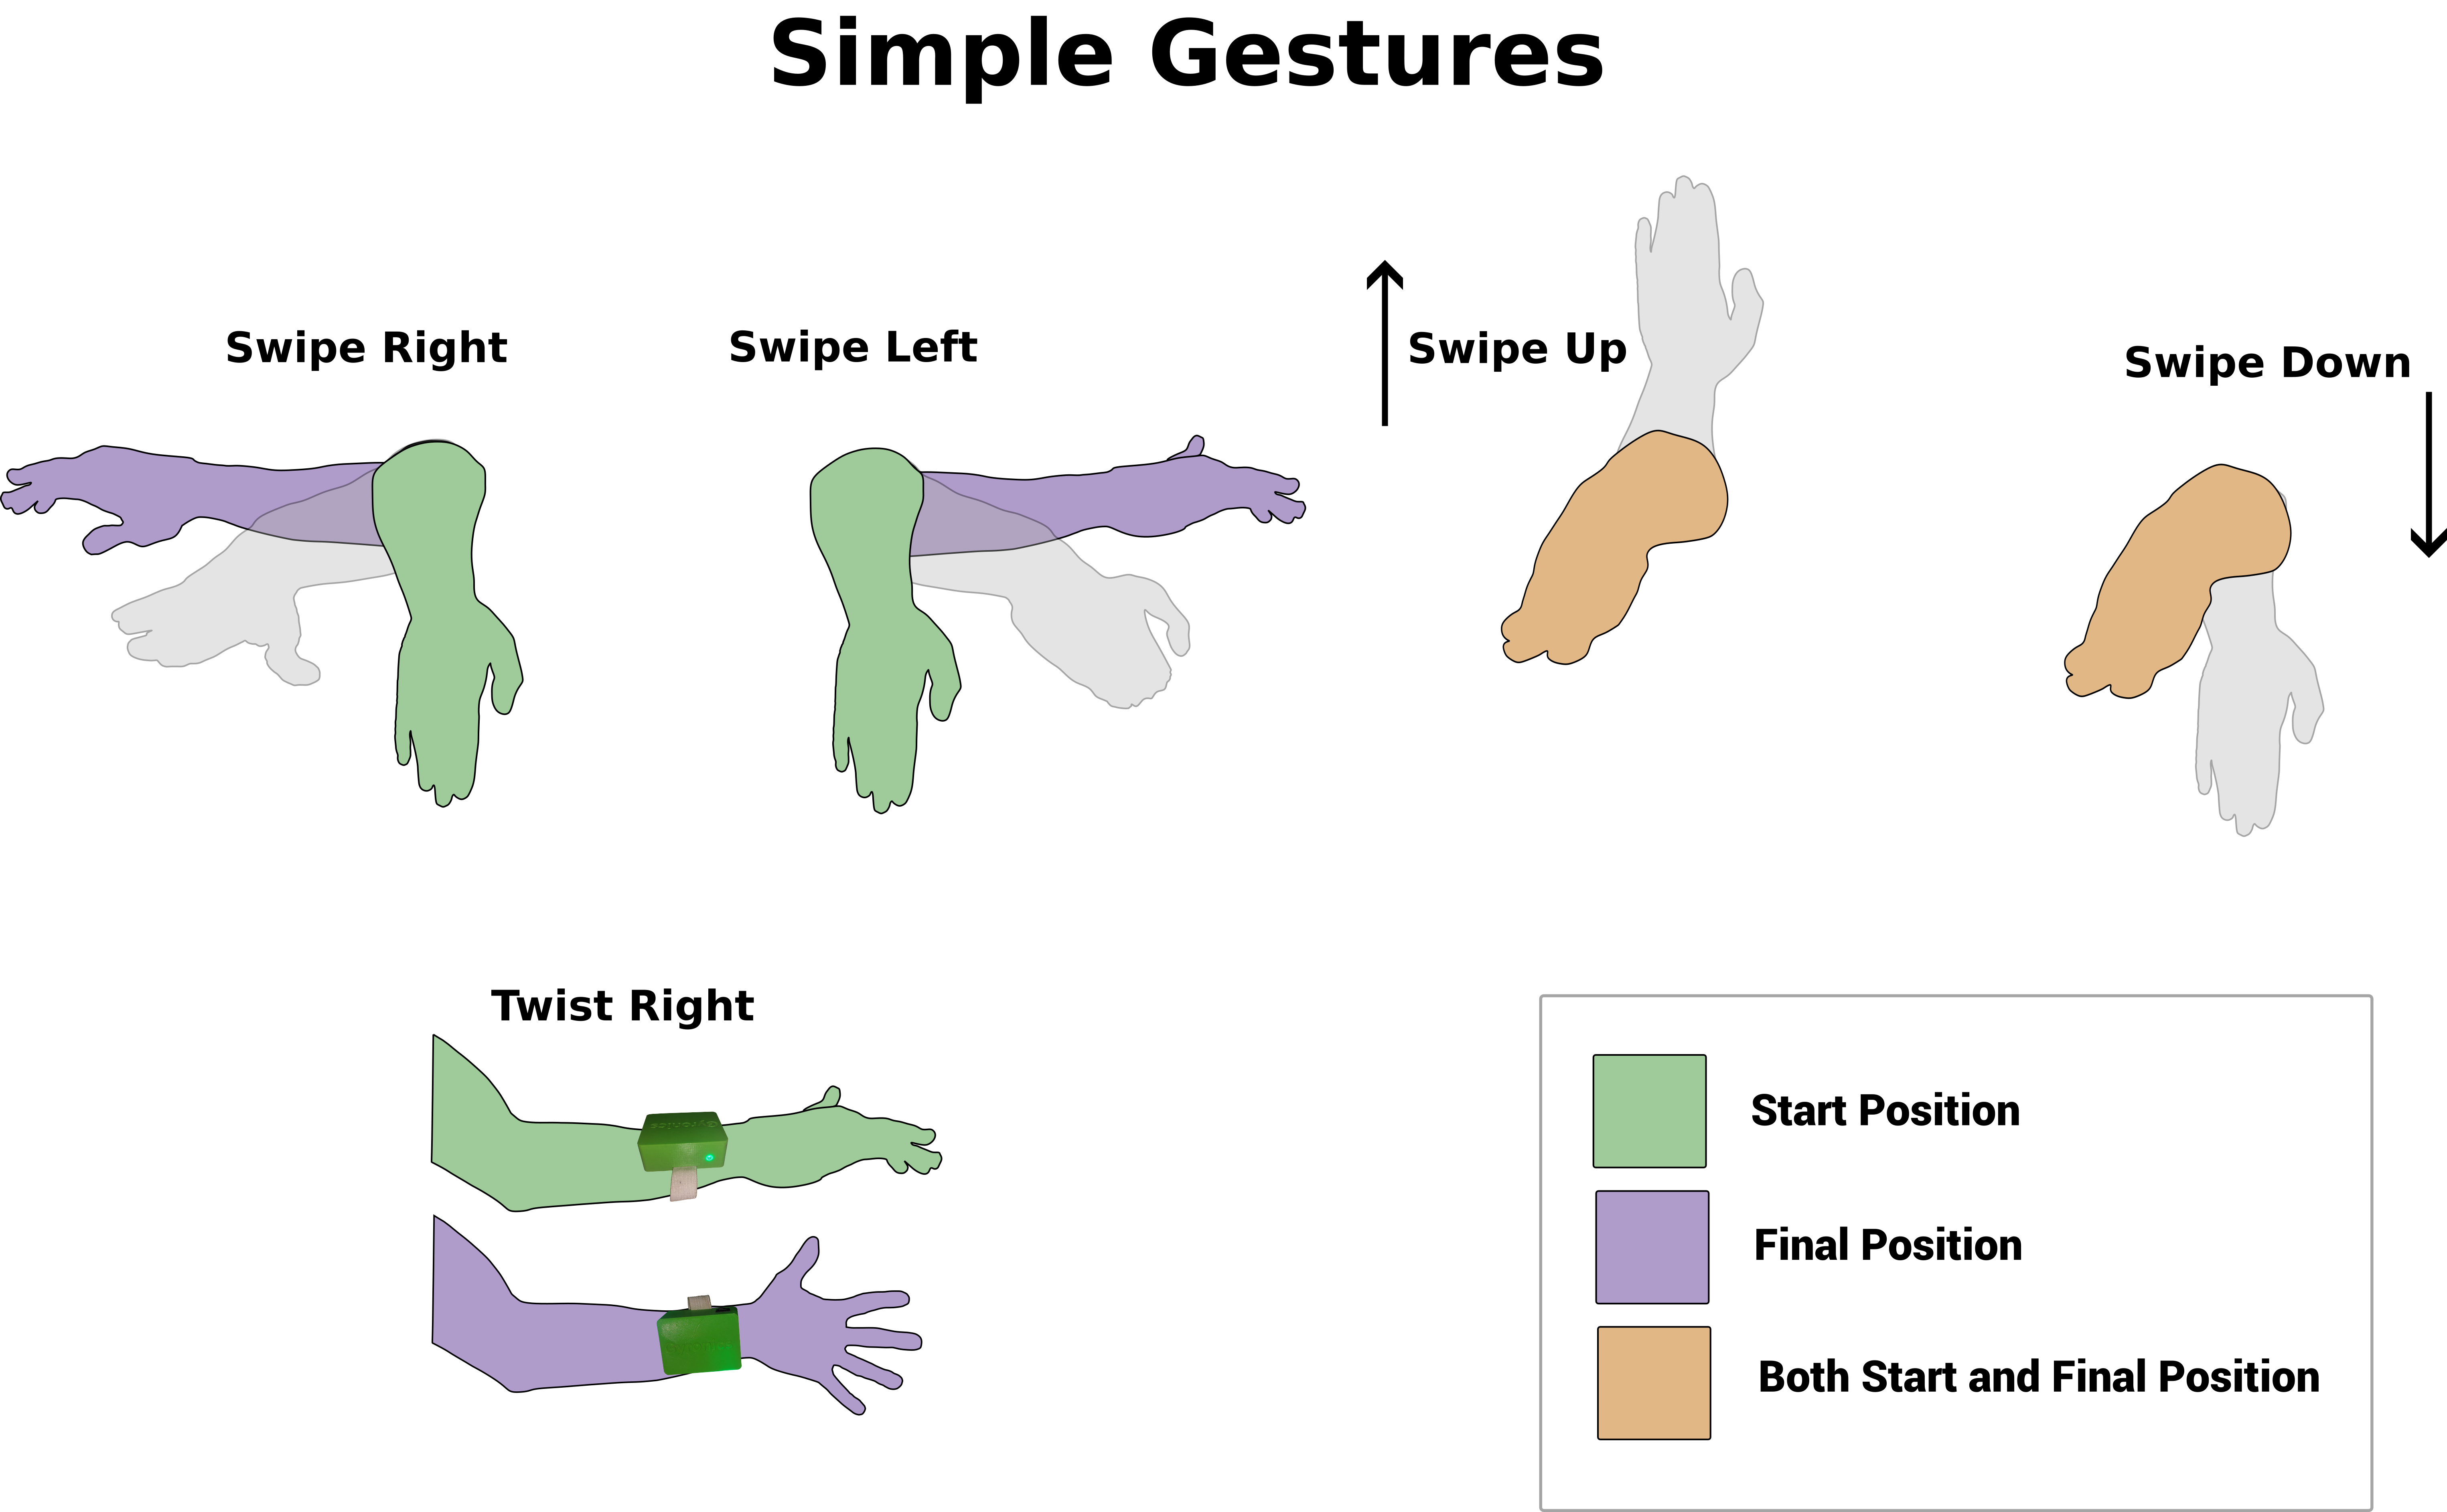 Simple Gestures
Swipe Right
Swipe Left
Swipe Up
Swipe Down
Twist Right
Start Position
Final Position
Both Start and Final Position